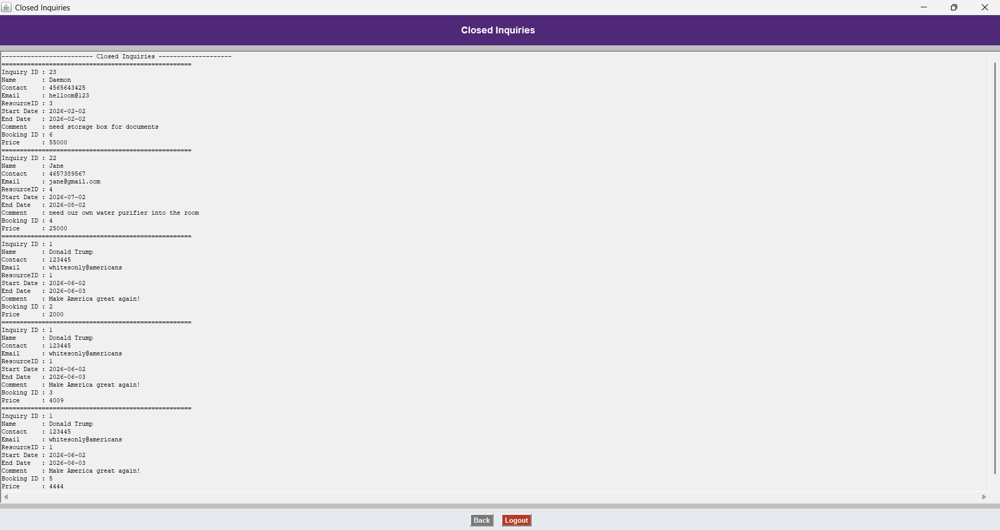 Closed Inquiries
Closed Inquiries
------------------------- Closed Inquiries --------------------
====================================================
Inquiry ID : 23
Name       : Daemon
Contact    : 4565643425
Email      : helloom@123
ResourceID : 3
Start Date : 2026-02-02
End Date   : 2026-02-02
Comment    : need storage box for documents
Booking ID : 6
Price      : 55000
====================================================
Inquiry ID : 22
Name       : Jane
Contact    : 4657389567
Email      : jane@gmail.com
ResourceID : 4
Start Date : 2026-07-02
End Date   : 2026-08-02
Comment    : need our own water purifier into the room
Booking ID : 4
Price      : 25000
====================================================
Inquiry ID : 1
Name       : Donald Trump
Contact    : 123445
Email      : whitesonly@americans
ResourceID : 1
Start Date : 2026-06-02
End Date   : 2026-06-03
Comment    : Make America great again!
Booking ID : 2
Price      : 2000
====================================================
Inquiry ID : 1
Name       : Donald Trump
Contact    : 123445
Email      : whitesonly@americans
ResourceID : 1
Start Date : 2026-06-02
End Date   : 2026-06-03
Comment    : Make America great again!
Booking ID : 3
Price      : 4009
====================================================
Inquiry ID : 1
Name       : Donald Trump
Contact    : 123445
Email      : whitesonly@americans
ResourceID : 1
Start Date : 2026-06-02
End Date   : 2026-06-03
Comment    : Make America great again!
Booking ID : 5
Price      : 4444
Back Logout